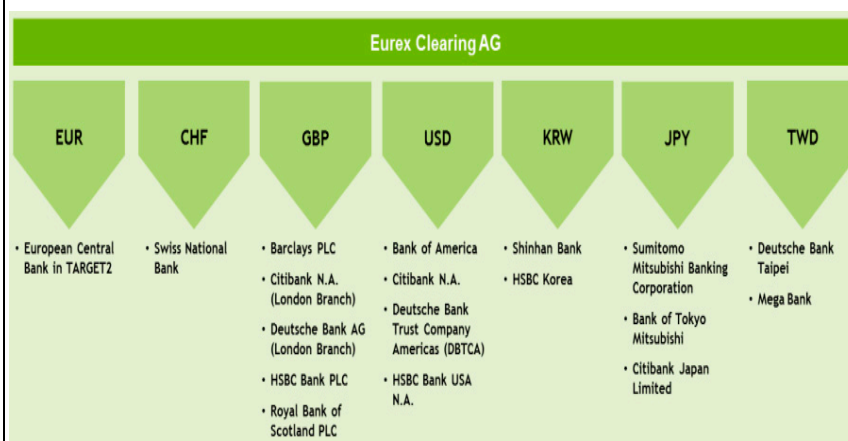 Eurex Clearing AG
EUR
CHF
GBP
USD
KRW
JPY
TWD
• European Central
Bank in TARGET2
• Swiss National
Bank
• Barclays PLC
• Citibank N.A.
(London Branch)
• Deutsche Bank AG
(London Branch)
• HSBC Bank PLC
• Royal Bank of
Scotland PLC
• Bank of America
• Citibank N.A.
• Deutsche Bank
Trust Company
Americas (DBTCA)
• HSBC Bank USA
N.A.
• Shinhan Bank
• HSBC Korea
• Sumitomo
Mitsubishi Banking
Corporation
• Bank of Tokyo
Mitsubishi
• Citibank Japan
Limited
• Deutsche Bank
Taipei
• Mega Bank